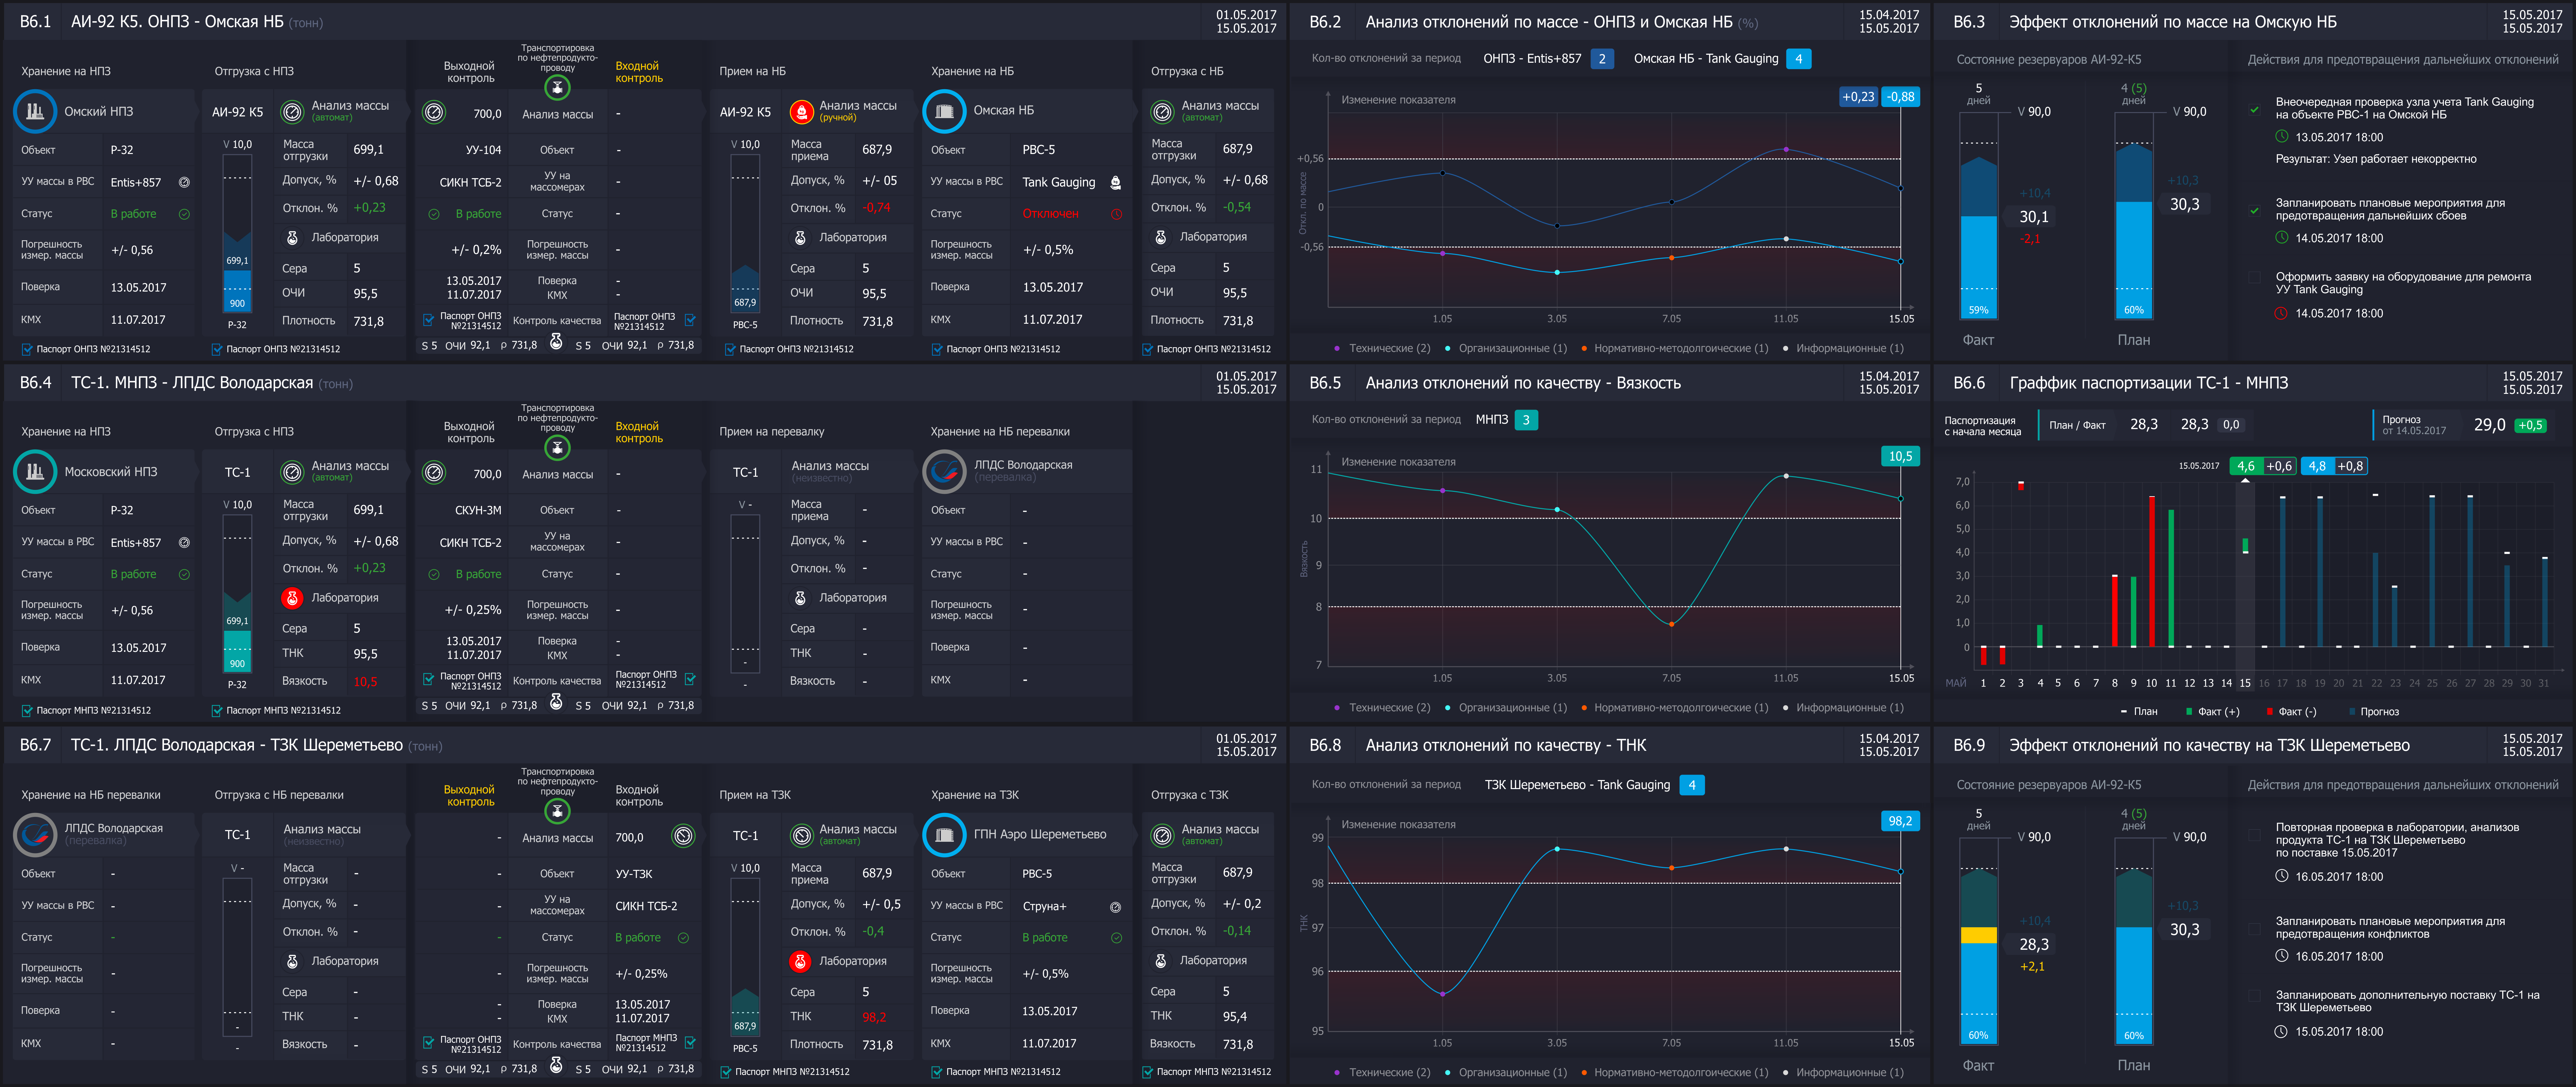 В6.1 АИ-92 К5. ОНПЗ - Омская НБ (тонн)
01.05.2017
15.05.2017
Хранение на НПЗ
Омский НПЗ
Объект Р-32
УУ массы в РВС Entis+857
Статус В работе
Погрешность
измер. массы +/- 0,56
Поверка 13.05.2017
КМХ 11.07.2017
Паспорт ОНПЗ №21314512
Отгрузка с НПЗ
АИ-92 К5
Анализ массы
(автомат)
V 10,0
699,1
900
Р-32
Масса
отгрузки 699,1
Допуск, % +/- 0,68
Отклон. % +0,23
Лаборатория
Сера 5
ОЧИ 95,5
Плотность 731,8
Паспорт ОНПЗ №21314512
Выходной
контроль
Транспортировка
по нефтепродукто-
проводу
Входной
контроль
700,0 Анализ массы -
УУ-104 Объект -
СИКН ТСБ-2 УУ на
массомерах -
В работе Статус -
+/- 0,2% Погрешность
измер. массы -
13.05.2017 Поверка -
11.07.2017 КМХ -
Паспорт ОНПЗ
№21314512
Контроль качества
Паспорт ОНПЗ
№21314512
S 5 ОЧИ 92,1 ρ 731,8
S 5 ОЧИ 92,1 ρ 731,8
Прием на НБ
АИ-92 К5
Анализ массы
(ручной)
V 10,0
687,9
РВС-5
Масса
приема 687,9
Допуск, % +/- 05
Отклон. % -0,74
Лаборатория
Сера 5
ОЧИ 95,5
Плотность 731,8
Паспорт ОНПЗ №21314512
Хранение на НБ
Омская НБ
Объект РВС-5
УУ массы в РВС Tank Gauging
Статус Отключен
Погрешность
измер. массы +/- 0,5%
Поверка 13.05.2017
КМХ 11.07.2017
Паспорт ОНПЗ №21314512
Отгрузка с НБ
Анализ массы
(автомат)
Масса
отгрузки 687,9
Допуск, % +/- 0,68
Отклон. % -0,54
Лаборатория
Сера 5
ОЧИ 95,5
Плотность 731,8
Паспорт ОНПЗ №21314512
В6.2 Анализ отклонений по массе - ОНПЗ и Омская НБ (%)
15.04.2017
15.05.2017
Кол-во отклонений за период ОНПЗ - Entis+857 2 Омская НБ - Tank Gauging 4
Изменение показателя
+0,23 -0,88
Откл. по массе
+0,56
0
-0,56
1.05 3.05 7.05 11.05 15.05
Технические (2) Организационные (1) Нормативно-методолгоические (1) Информационные (1)
В6.3 Эффект отклонений по массе на Омскую НБ
15.05.2017
15.05.2017
Состояние резервуаров АИ-92-К5
5
дней
V 90,0
+10,4
30,1
-2,1
59%
Факт
4 (5)
дней
V 90,0
+10,3
30,3
60%
План
Действия для предотвращения дальнейших отклонений
Внеочередная проверка узла учета Tank Gauging
на объекте РВС-1 на Омской НБ
13.05.2017 18:00
Результат: Узел работает некорректно
Запланировать плановые мероприятия для
предотвращения дальнейших сбоев
14.05.2017 18:00
Оформить заявку на оборудование для ремонта
УУ Tank Gauging
14.05.2017 18:00
В6.4 ТС-1. МНПЗ - ЛПДС Володарская (тонн)
01.05.2017
15.05.2017
Хранение на НПЗ
Московский НПЗ
Объект Р-32
УУ массы в РВС Entis+857
Статус В работе
Погрешность
измер. массы +/- 0,56
Поверка 13.05.2017
КМХ 11.07.2017
Паспорт МНПЗ №21314512
Отгрузка с НПЗ
ТС-1
Анализ массы
(автомат)
V 10,0
699,1
900
Р-32
Масса
отгрузки 699,1
Допуск, % +/- 0,68
Отклон. % +0,23
Лаборатория
Сера 5
ТНК 95,5
Вязкость 10,5
Паспорт МНПЗ №21314512
Выходной
контроль
Транспортировка
по нефтепродукто-
проводу
Входной
контроль
700,0 Анализ массы -
СКУН-3М Объект -
СИКН ТСБ-2 УУ на
массомерах -
В работе Статус -
+/- 0,25% Погрешность
измер. массы -
13.05.2017 Поверка -
11.07.2017 КМХ -
Паспорт ОНПЗ
№21314512
Контроль качества
Паспорт ОНПЗ
№21314512
S 5 ОЧИ 92,1 ρ 731,8
S 5 ОЧИ 92,1 ρ 731,8
Прием на перевалку
ТС-1
Анализ массы
(неизвестно)
V -
-
-
Масса
приема -
Допуск, % -
Отклон. % -
Лаборатория
Сера -
ТНК -
Вязкость -
Хранение на НБ перевалки
ЛПДС Володарская
(перевалка)
Объект -
УУ массы в РВС -
Статус -
Погрешность
измер. массы -
Поверка -
КМХ -
В6.5 Анализ отклонений по качеству - Вязкость
15.04.2017
15.05.2017
Кол-во отклонений за период МНПЗ 3
Изменение показателя
10,5
Вязкость
11
10
9
8
7
1.05 3.05 7.05 11.05 15.05
Технические (2) Организационные (1) Нормативно-методолгоические (1) Информационные (1)
В6.6 Граффик паспортизации ТС-1 - МНПЗ
15.05.2017
15.05.2017
Паспортизация
с начала месяца
План / Факт 28,3 28,3 0,0
Прогноз
от 14.05.2017
29,0 +0,5
15.05.2017 4,6 +0,6 4,8 +0,8
7,0
6,0
5,0
4,0
3,0
2,0
1,0
0
МАЙ 1 2 3 4 5 6 7 8 9 10 11 12 13 14 15 16 17 18 19 20 21 22 23 24 25 26 27 28 29 30 31
План Факт (+) Факт (-) Прогноз
В6.7 ТС-1. ЛПДС Володарская - ТЗК Шереметьево (тонн)
01.05.2017
15.05.2017
Хранение на НБ перевалки
ЛПДС Володарская
(перевалка)
Объект -
УУ массы в РВС -
Статус -
Погрешность
измер. массы -
Поверка -
КМХ -
Отгрузка с НБ перевалки
ТС-1
Анализ массы
(неизвестно)
V -
-
-
Масса
отгрузки -
Допуск, % -
Отклон. % -
Лаборатория
Сера -
ТНК -
Вязкость -
Выходной
контроль
Транспортировка
по нефтепродукто-
проводу
Входной
контроль
- Анализ массы 700,0
- Объект УУ-ТЗК
- УУ на
массомерах СИКН ТСБ-2
- Статус В работе
- Погрешность
измер. массы +/- 0,25%
- Поверка 13.05.2017
- КМХ 11.07.2017
Паспорт ОНПЗ
№21314512
Контроль качества
Паспорт МНПЗ
№21314512
S 5 ОЧИ 92,1 ρ 731,8
S 5 ОЧИ 92,1 ρ 731,8
Прием на ТЗК
ТС-1
Анализ массы
(автомат)
V 10,0
687,9
РВС-5
Масса
приема 687,9
Допуск, % +/- 0,5
Отклон. % -0,4
Лаборатория
Сера 5
ТНК 98,2
Плотность 731,8
Паспорт МНПЗ №21314512
Хранение на ТЗК
ГПН Аэро Шереметьево
Объект РВС-5
УУ массы в РВС Струна+
Статус В работе
Погрешность
измер. массы +/- 0,5%
Поверка 13.05.2017
КМХ 11.07.2017
Паспорт МНПЗ №21314512
Отгрузка с ТЗК
Анализ массы
(автомат)
Масса
отгрузки 687,9
Допуск, % +/- 0,2
Отклон. % -0,14
Лаборатория
Сера 5
ТНК 95,4
Вязкость 731,8
Паспорт МНПЗ №21314512
В6.8 Анализ отклонений по качеству - ТНК
15.04.2017
15.05.2017
Кол-во отклонений за период ТЗК Шереметьево - Tank Gauging 4
Изменение показателя
98,2
ТНК
99
98
97
96
95
1.05 3.05 7.05 11.05 15.05
Технические (2) Организационные (1) Нормативно-методолгоические (1) Информационные (1)
В6.9 Эффект отклонений по качеству на ТЗК Шереметьево
15.05.2017
15.05.2017
Состояние резервуаров АИ-92-К5
5
дней
V 90,0
+10,4
28,3
+2,1
60%
Факт
4 (5)
дней
V 90,0
+10,3
30,3
60%
План
Действия для предотвращения дальнейших отклонений
Повторная проверка в лаборатории, анализов
продукта ТС-1 на ТЗК Шереметьево
по поставке 15.05.2017
16.05.2017 18:00
Запланировать плановые мероприятия для
предотвращения конфликтов
16.05.2017 18:00
Запланировать дополнительную поставку ТС-1 на
ТЗК Шереметьево
15.05.2017 18:00